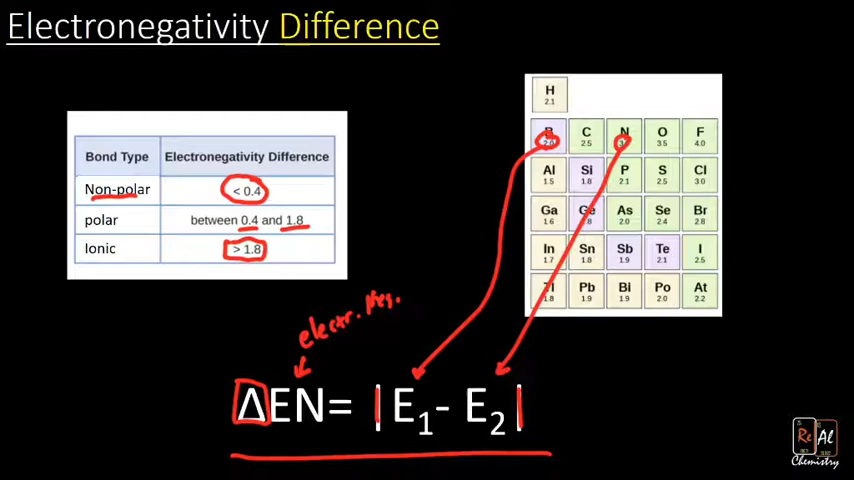 Electronegativity Difference
Bond Type Electronegativity Difference
Non-polar < 0.4
polar between 0.4 and 1.8
Ionic > 1.8
H
2.1
C N O F
2.0 2.5 3.5 4.0
Al Si P S Cl
1.5 1.8 2.1 2.5 3.0
Ga Ge As Se Br
1.6 1.8 2.0 2.4 2.8
In Sn Sb Te I
1.7 1.8 1.9 2.1 2.5
Tl Pb Bi Po At
1.8 1.9 1.9 2.0 2.2
electr. Neg.
ΔEN= |E1- E2|
Re Al
Chemistry